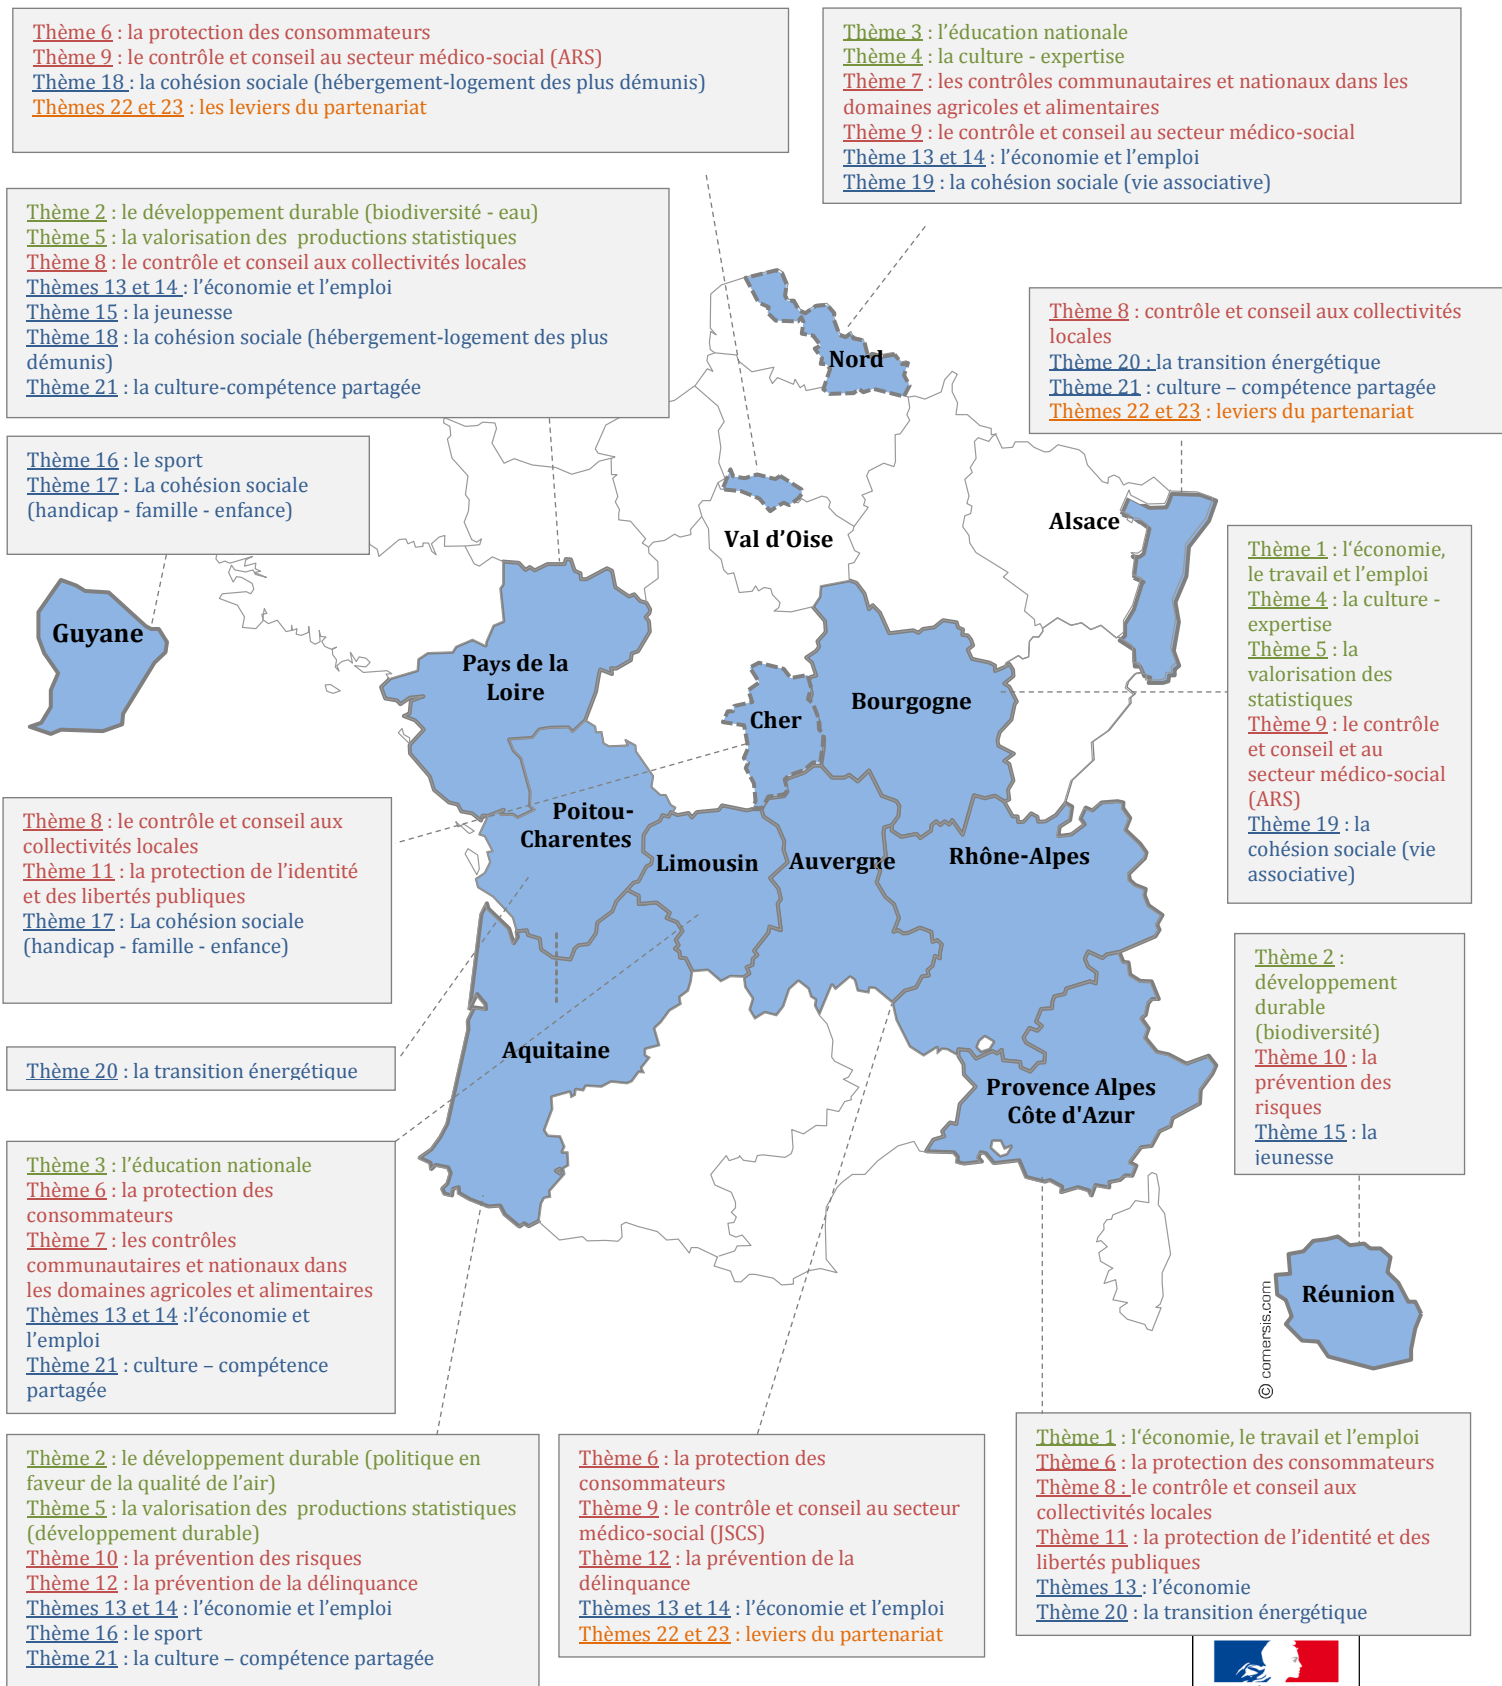 Thème 6 : la protection des consommateurs
Thème 9 : le contrôle et conseil au secteur médico-social (ARS)
Thème 18 : la cohésion sociale (hébergement-logement des plus démunis)
Thèmes 22 et 23 : les leviers du partenariat
Thème 3 : l'éducation nationale
Thème 4 : la culture - expertise
Thème 7 : les contrôles communautaires et nationaux dans les
domaines agricoles et alimentaires
Thème 9 : le contrôle et conseil au secteur médico-social
Thème 13 et 14 : l'économie et l'emploi
Thème 19 : la cohésion sociale (vie associative)
Thème 2 : le développement durable (biodiversité - eau)
Thème 5 : la valorisation des  productions statistiques
Thème 8 : le contrôle et conseil aux collectivités locales
Thèmes 13 et 14 : l'économie et l'emploi
Thème 15 : la jeunesse
Thème 18 : la cohésion sociale (hébergement-logement des plus
démunis)
Thème 21 : la culture-compétence partagée
Thème 8 : contrôle et conseil aux collectivités
locales
Thème 20 : la transition énergétique
Thème 21 : culture – compétence partagée
Thèmes 22 et 23 : leviers du partenariat
Nord
Thème 16 : le sport
Thème 17 : La cohésion sociale
(handicap - famille - enfance)
Val d'Oise
Alsace
Thème 1 : l'économie,
le travail et l'emploi
Thème 4 : la culture -
expertise
Thème 5 : la
valorisation des
statistiques
Thème 9 : le contrôle
et conseil et au
secteur médico-social
(ARS)
Thème 19 : la
cohésion sociale (vie
associative)
Guyane
Pays de la
Loire
Cher
Bourgogne
Poitou-
Charentes
Limousin
Auvergne
Rhône-Alpes
Thème 8 : le contrôle et conseil aux
collectivités locales
Thème 11 : la protection de l'identité
et des libertés publiques
Thème 17 : La cohésion sociale
(handicap - famille - enfance)
Thème 2 :
développement
durable
(biodiversité)
Thème 10 : la
prévention des
risques
Thème 15 : la
jeunesse
Thème 20 : la transition énergétique
Aquitaine
Provence Alpes
Côte d'Azur
Thème 3 : l'éducation nationale
Thème 6 : la protection des
consommateurs
Thème 7 : les contrôles
communautaires et nationaux dans
les domaines agricoles et alimentaires
Thèmes 13 et 14 :l'économie et
l'emploi
Thème 21 : culture – compétence
partagée
Réunion
© comersis.com
Thème 2 : le développement durable (politique en
faveur de la qualité de l'air)
Thème 5 : la valorisation des  productions statistiques
(développement durable)
Thème 10 : la prévention des risques
Thème 12 : la prévention de la délinquance
Thèmes 13 et 14 : l'économie et l'emploi
Thème 16 : le sport
Thème 21 : la culture – compétence partagée
Thème 6 : la protection des
consommateurs
Thème 9 : le contrôle et conseil au secteur
médico-social (JSCS)
Thème 12 : la prévention de la
délinquance
Thèmes 13 et 14 : l'économie et l'emploi
Thèmes 22 et 23 : leviers du partenariat
Thème 1 : l'économie, le travail et l'emploi
Thème 6 : la protection des consommateurs
Thème 8 : le contrôle et conseil aux
collectivités locales
Thème 11 : la protection de l'identité et des
libertés publiques
Thèmes 13 : l'économie
Thème 20 : la transition énergétique